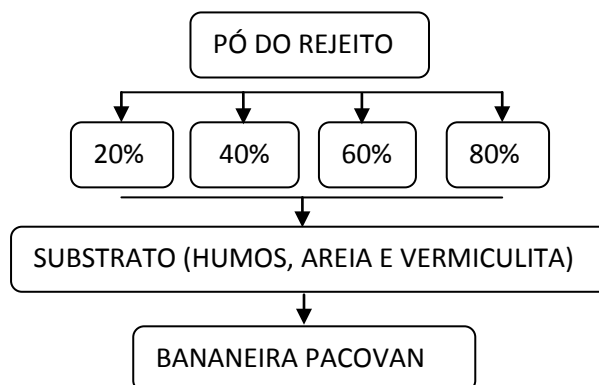 PÓ DO REJEITO
20% 40% 60% 80%
SUBSTRATO (HUMOS, AREIA E VERMICULITA)
BANANEIRA PACOVAN